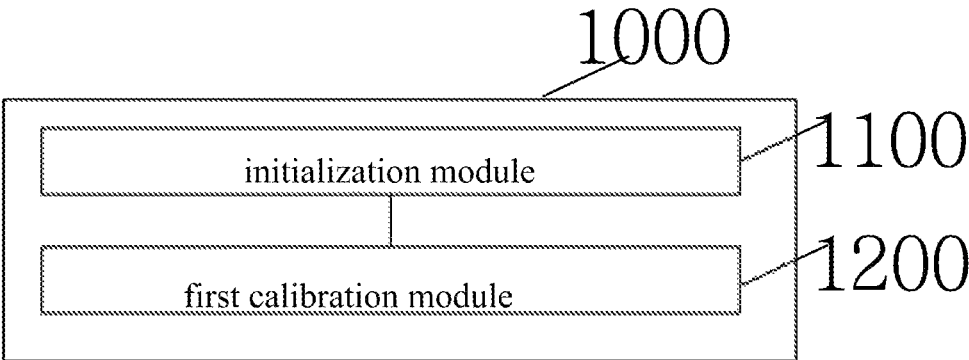 1000
initialization module
1100
first calibration module
1200